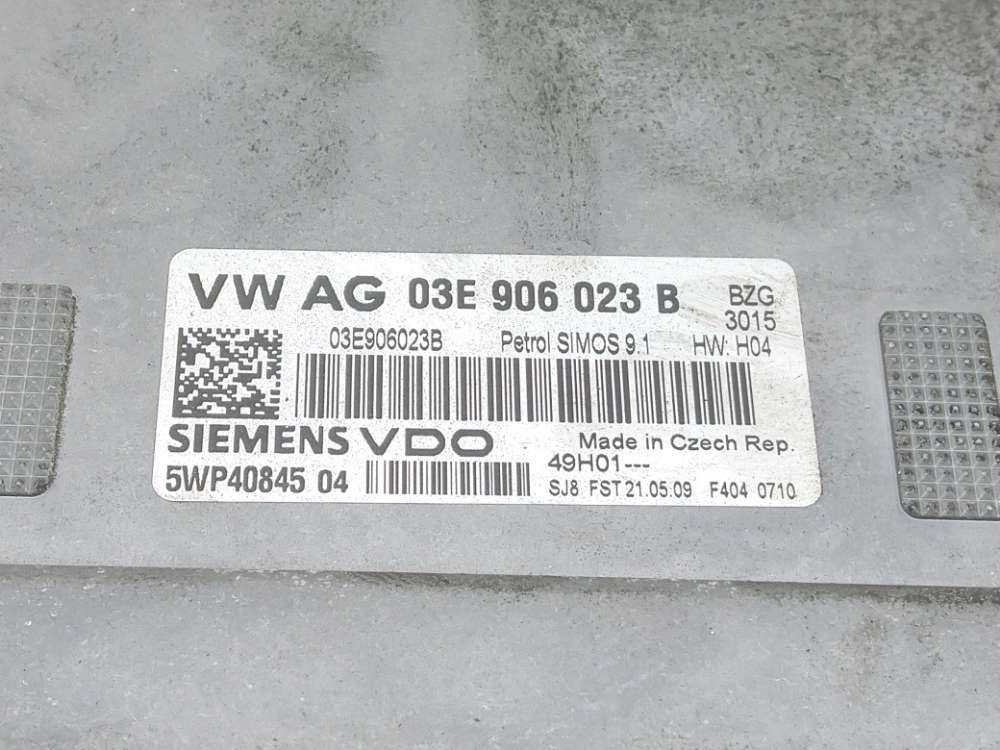 VW AG 03E 906 023 B BZG
3015
03E906023B Petrol SIMOS 9.1 HW: H04
SIEMENS VDO Made in Czech Rep.
5WP40845 04 49H01---
SJ8 FST 21.05.09 F404 0710